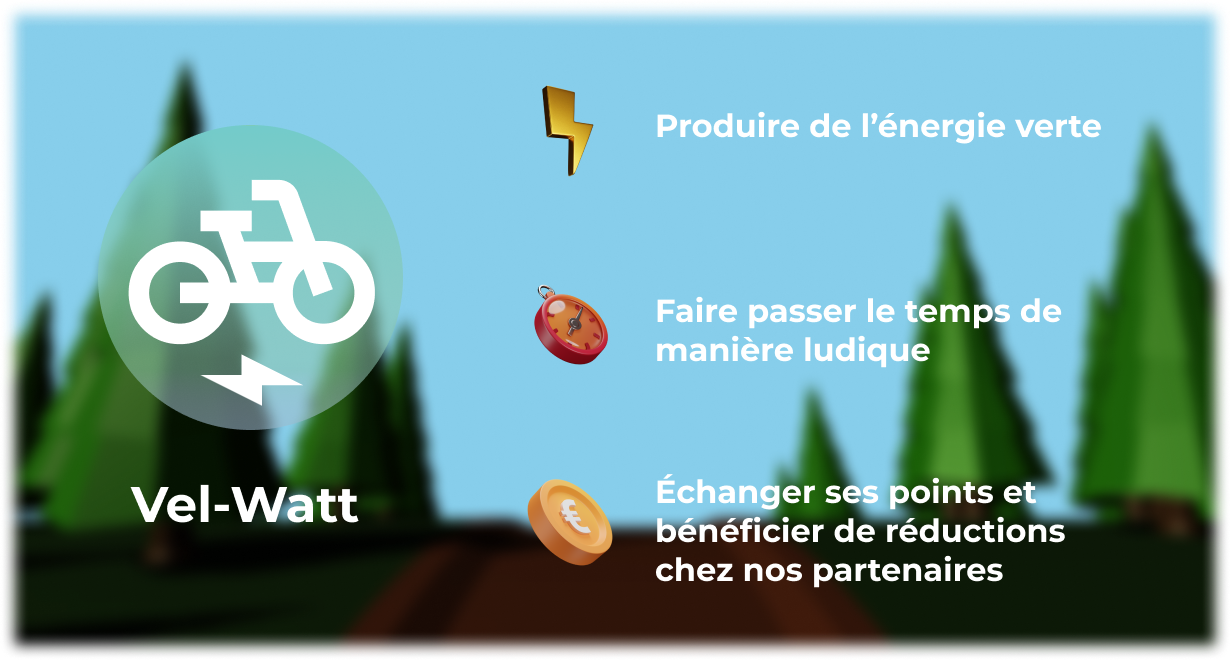 Produire de l’énergie verte
Faire passer le temps de
manière ludique
Vel-Watt
Échanger ses points et
bénéficier de réductions
chez nos partenaires